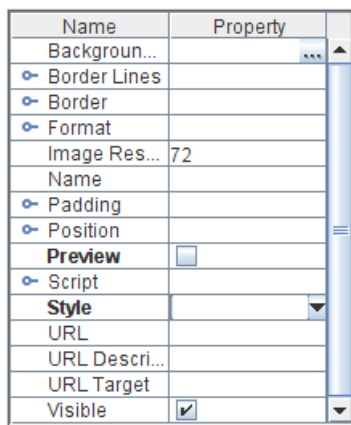 Name Property
Backgroun... ...
Border Lines
Border
Format
Image Res... 72
Name
Padding
Position
Preview
Script
Style
URL
URL Descri...
URL Target
Visible